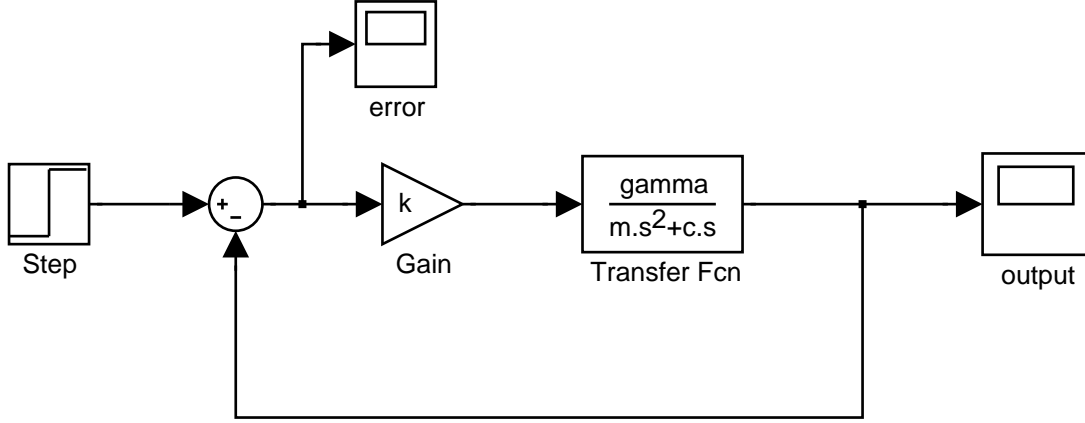 error
Step
+
−
k
Gain
gamma
m.s²+c.s
Transfer Fcn
output